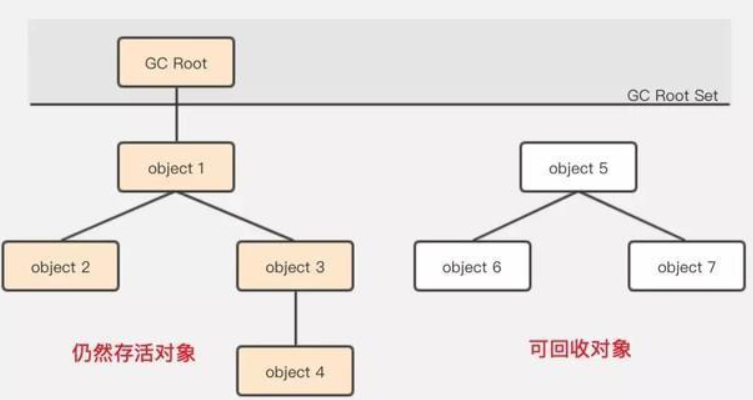 GC Root
GC Root Set
object 1
object 5
object 2
object 3
object 6
object 7
仍然存活对象
可回收对象
object 4